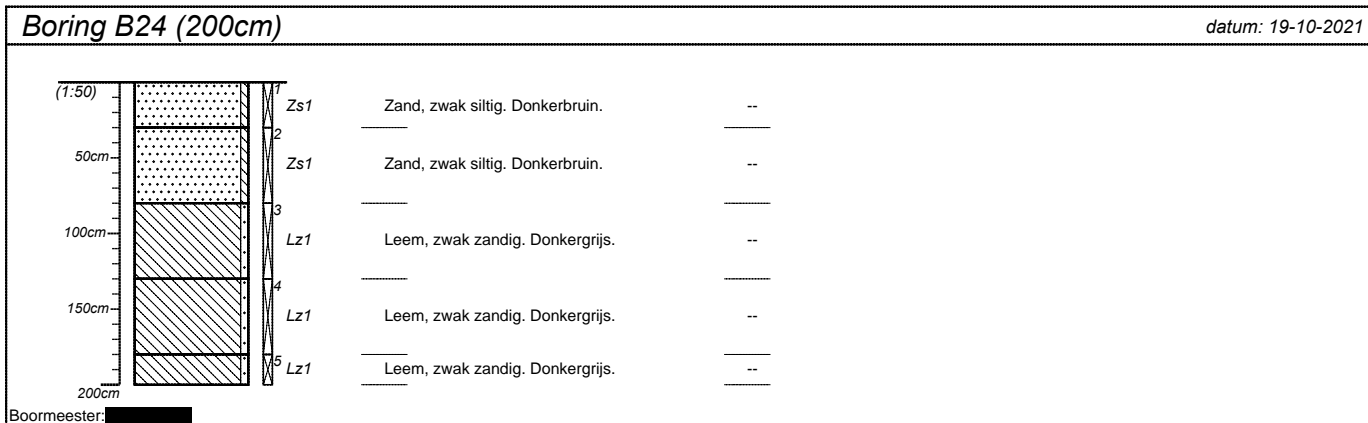 Boring B24 (200cm) datum: 19-10-2021
(1:50) 1
Zs1 Zand, zwak siltig. Donkerbruin. --
2
50cm Zs1 Zand, zwak siltig. Donkerbruin. --
3
100cm Lz1 Leem, zwak zandig. Donkergrijs. --
4
150cm Lz1 Leem, zwak zandig. Donkergrijs. --
5 Lz1 Leem, zwak zandig. Donkergrijs. --
200cm
Boormeester: